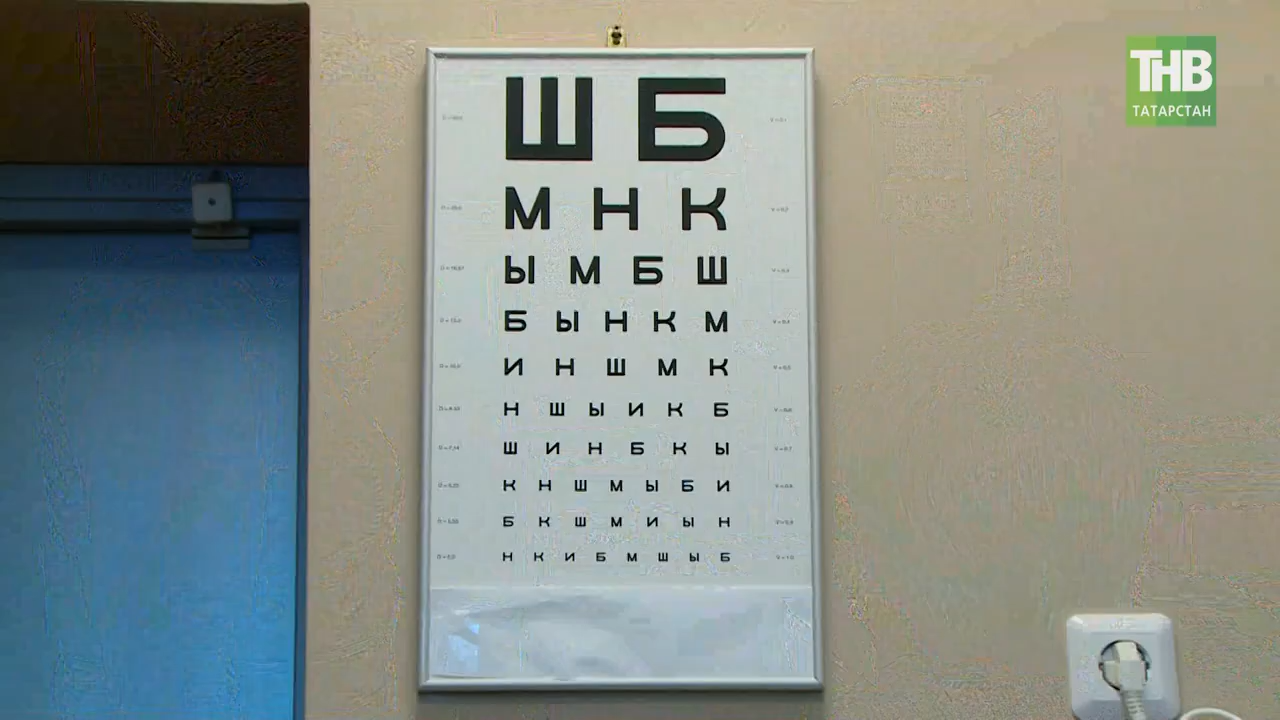 ТНВ
ТАТАРСТАН
Ш Б
М Н К
Ы М Б Ш
Б Ы Н К М
И Н Ш М К
Н Ш Ы И К Б
Ш И Н Б К Ы
К Н Ш М Ы Б И
Б К Ш М И Ы Н
Н К И Б М Ш Ы Б